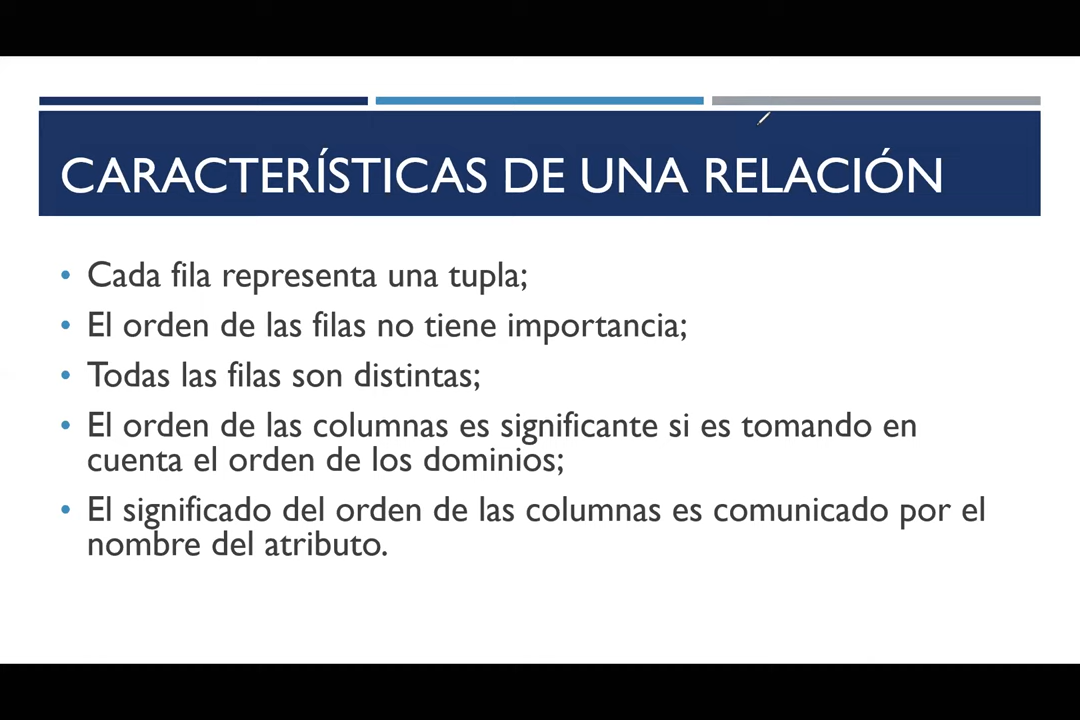 CARACTERÍSTICAS DE UNA RELACIÓN
• Cada fila representa una tupla;
• El orden de las filas no tiene importancia;
• Todas las filas son distintas;
• El orden de las columnas es significante si es tomando en
cuenta el orden de los dominios;
• El significado del orden de las columnas es comunicado por el
nombre del atributo.